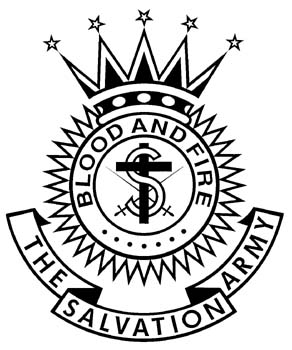 BLOOD AND FIRE
S
THE SALVATION ARMY